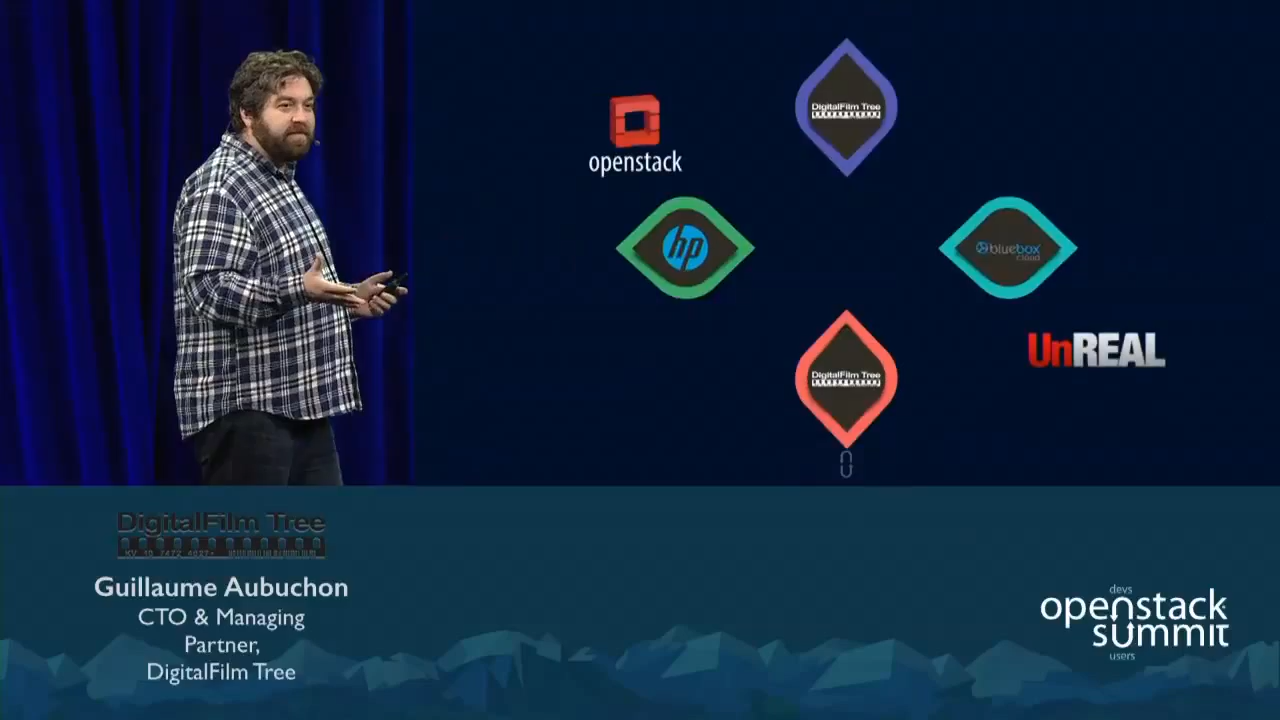 openstack
DigitalFilm Tree
hp
bluebox
cloud
DigitalFilm Tree
UnREAL
DigitalFilm Tree
Guillaume Aubuchon
CTO & Managing
Partner,
DigitalFilm Tree
devs
openstack
summit
users